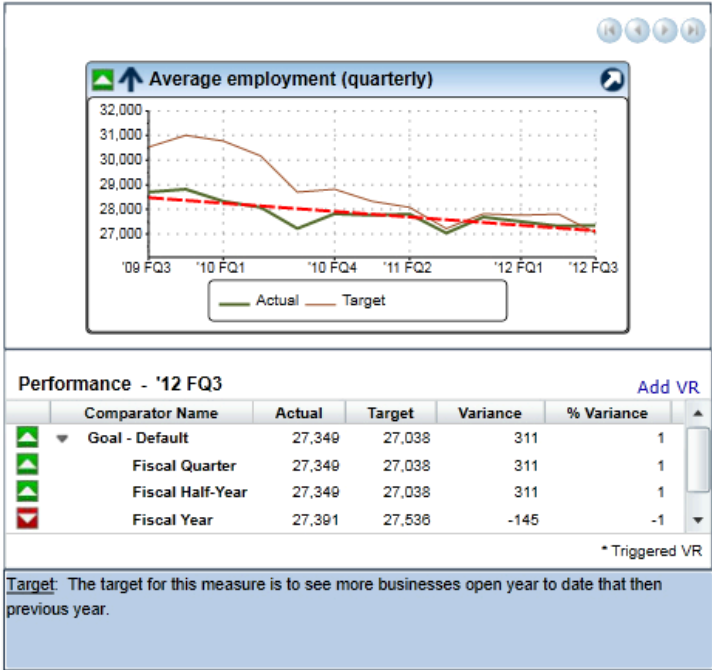 Average employment (quarterly)
32,000
31,000
30,000
29,000
28,000
27,000
'09 FQ3 '10 FQ1 '10 FQ4 '11 FQ2 '12 FQ1 '12 FQ3
Actual Target
Performance - '12 FQ3
Add VR
Comparator Name Actual Target Variance % Variance
Goal - Default 27,349 27,038 311 1
Fiscal Quarter 27,349 27,038 311 1
Fiscal Half-Year 27,349 27,038 311 1
Fiscal Year 27,391 27,536 -145 -1
* Triggered VR
Target: The target for this measure is to see more businesses open year to date that then
previous year.